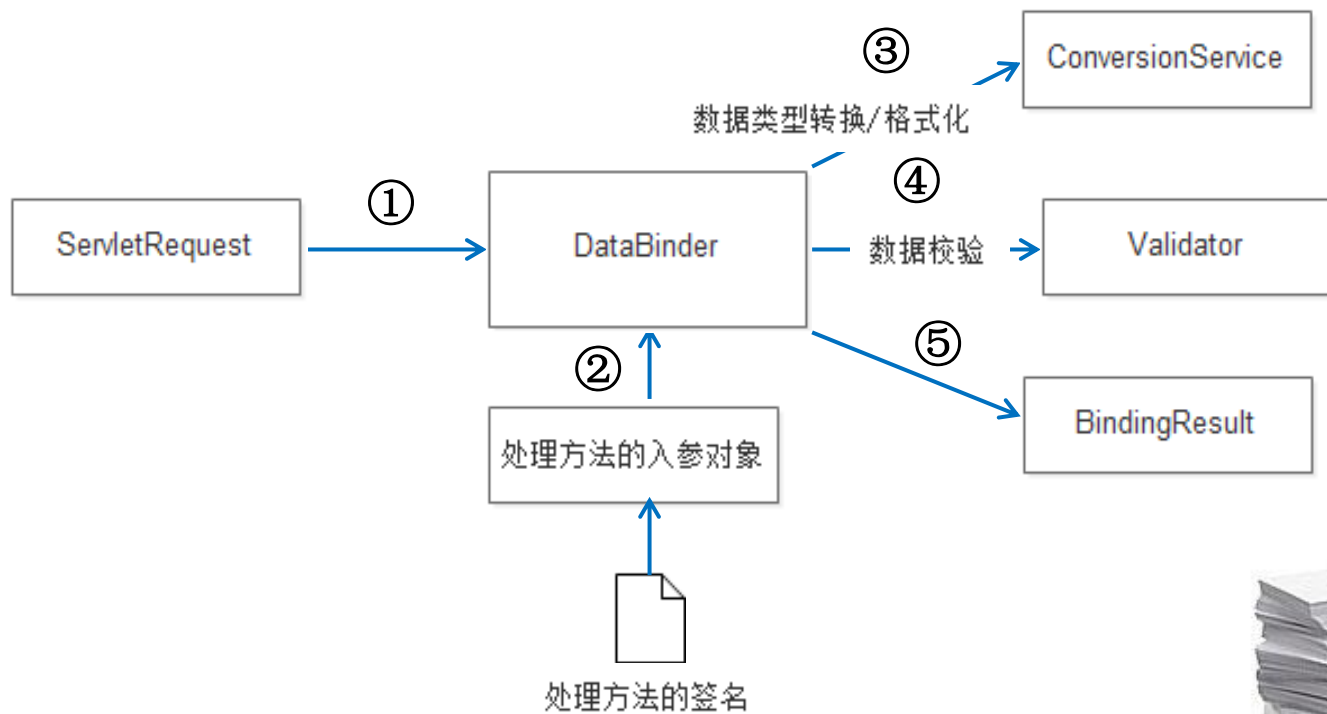 ③
ConversionService
数据类型转换/格式化
①
④
ServletRequest
DataBinder
数据校验
Validator
②
⑤
处理方法的入参对象
BindingResult
处理方法的签名